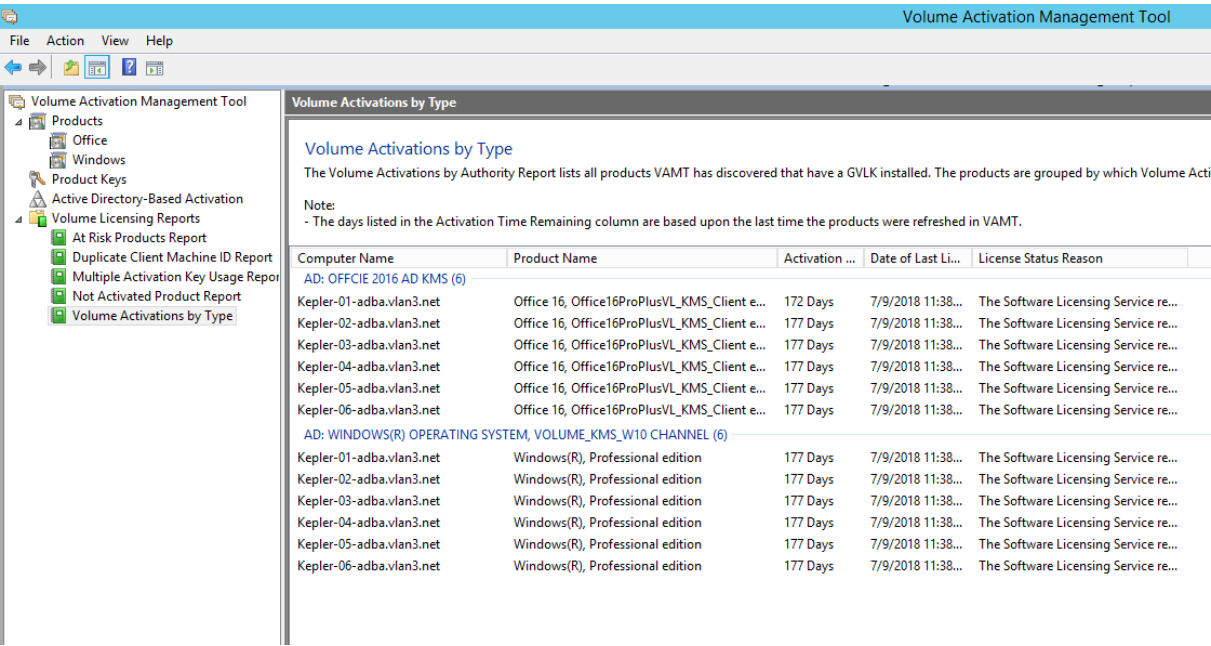 Volume Activation Management Tool
File Action View Help
Volume Activation Management Tool
Products
Office
Windows
Product Keys
Active Directory-Based Activation
Volume Licensing Reports
At Risk Products Report
Duplicate Client Machine ID Report
Multiple Activation Key Usage Repor
Not Activated Product Report
Volume Activations by Type
Volume Activations by Type
Volume Activations by Type
The Volume Activations by Authority Report lists all products VAMT has discovered that have a GVLK installed. The products are grouped by which Volume Acti
Note:
- The days listed in the Activation Time Remaining column are based upon the last time the products were refreshed in VAMT.
Computer Name Product Name Activation ... Date of Last Li... License Status Reason
AD: OFFCIE 2016 AD KMS (6)
Kepler-01-adba.vlan3.net Office 16, Office16ProPlusVL_KMS_Client e... 172 Days 7/9/2018 11:38... The Software Licensing Service re...
Kepler-02-adba.vlan3.net Office 16, Office16ProPlusVL_KMS_Client e... 177 Days 7/9/2018 11:38... The Software Licensing Service re...
Kepler-03-adba.vlan3.net Office 16, Office16ProPlusVL_KMS_Client e... 177 Days 7/9/2018 11:38... The Software Licensing Service re...
Kepler-04-adba.vlan3.net Office 16, Office16ProPlusVL_KMS_Client e... 177 Days 7/9/2018 11:38... The Software Licensing Service re...
Kepler-05-adba.vlan3.net Office 16, Office16ProPlusVL_KMS_Client e... 177 Days 7/9/2018 11:38... The Software Licensing Service re...
Kepler-06-adba.vlan3.net Office 16, Office16ProPlusVL_KMS_Client e... 177 Days 7/9/2018 11:38... The Software Licensing Service re...
AD: WINDOWS(R) OPERATING SYSTEM, VOLUME_KMS_W10 CHANNEL (6)
Kepler-01-adba.vlan3.net Windows(R), Professional edition 177 Days 7/9/2018 11:38... The Software Licensing Service re...
Kepler-02-adba.vlan3.net Windows(R), Professional edition 177 Days 7/9/2018 11:38... The Software Licensing Service re...
Kepler-03-adba.vlan3.net Windows(R), Professional edition 177 Days 7/9/2018 11:38... The Software Licensing Service re...
Kepler-04-adba.vlan3.net Windows(R), Professional edition 177 Days 7/9/2018 11:38... The Software Licensing Service re...
Kepler-05-adba.vlan3.net Windows(R), Professional edition 177 Days 7/9/2018 11:38... The Software Licensing Service re...
Kepler-06-adba.vlan3.net Windows(R), Professional edition 177 Days 7/9/2018 11:38... The Software Licensing Service re...